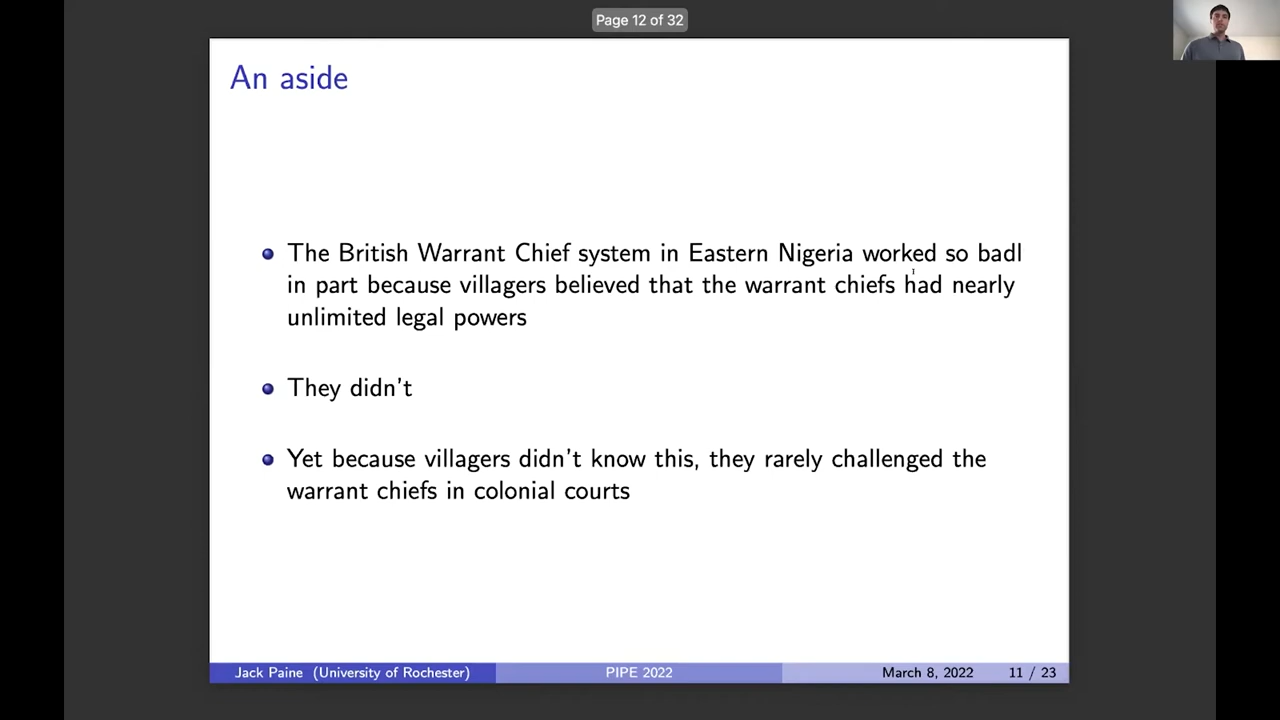 Page 12 of 32
An aside
The British Warrant Chief system in Eastern Nigeria worked so badl
in part because villagers believed that the warrant chiefs had nearly
unlimited legal powers
They didn't
Yet because villagers didn't know this, they rarely challenged the
warrant chiefs in colonial courts
Jack Paine (University of Rochester) PIPE 2022 March 8, 2022 11 / 23